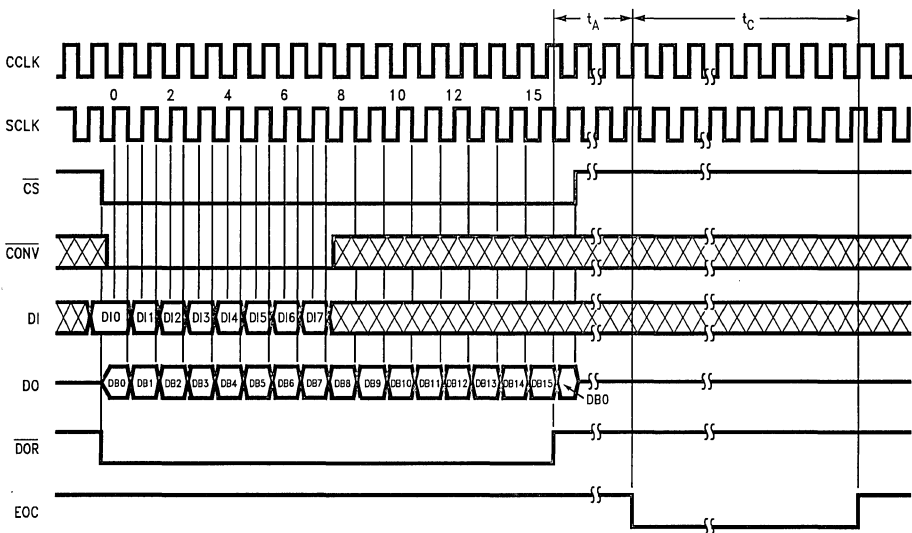 tA tC
CCLK
0 2 4 6 8 10 12 15
SCLK
CS
CONV
DI DI0 DI1 DI2 DI3 DI4 DI5 DI6 DI7
DO DB0 DB1 DB2 DB3 DB4 DB5 DB6 DB7 DB8 DB9 DB10 DB11 DB12 DB13 DB14 DB15
DB0
DOR
EOC